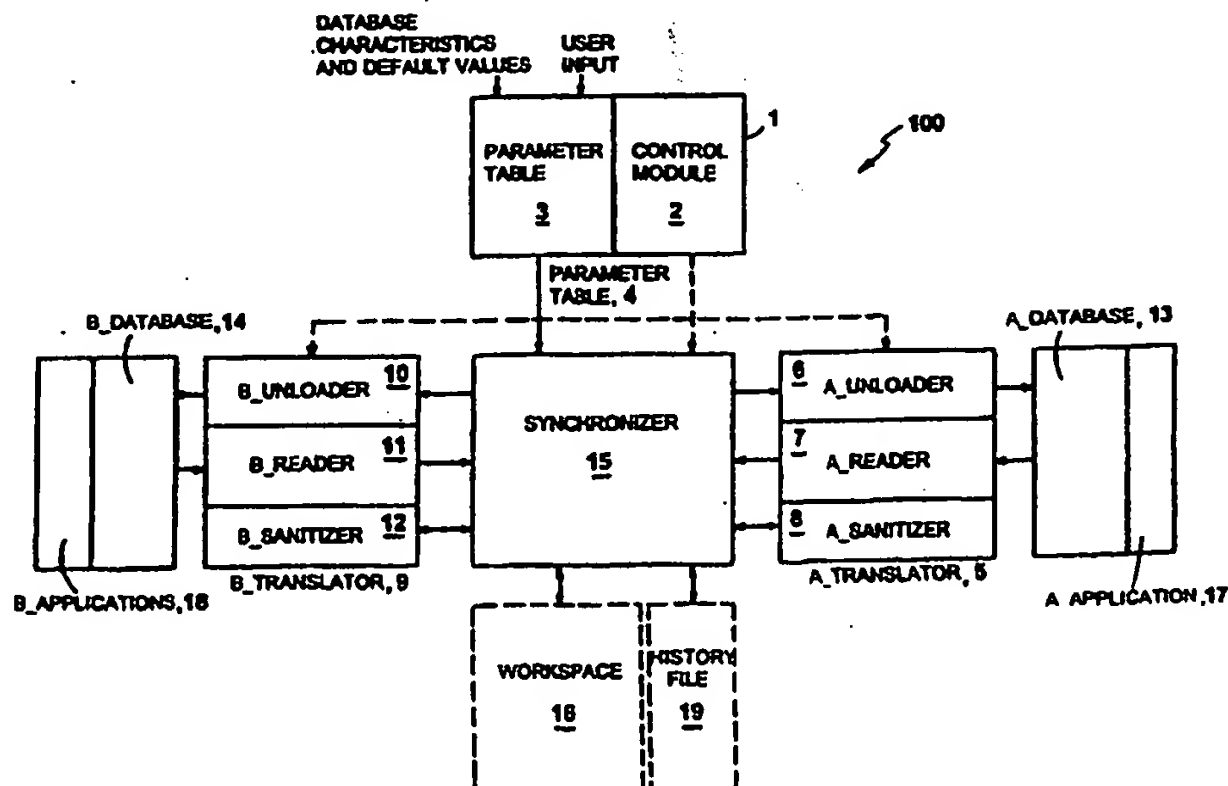 DATABASE
CHARACTERISTICS
AND DEFAULT VALUES
USER
INPUT
1
100
PARAMETER
TABLE
3
CONTROL
MODULE
2
PARAMETER
TABLE, 4
B_DATABASE, 14
A_DATABASE, 13
B_UNLOADER 10
6 A_UNLOADER
SYNCHRONIZER
15
B_READER 11
7 A_READER
B_SANITIZER 12
8 A_SANITIZER
B_TRANSLATOR, 9
A_TRANSLATOR, 5
B_APPLICATIONS, 18
A APPLICATION, 17
WORKSPACE
16
HISTORY
FILE
19